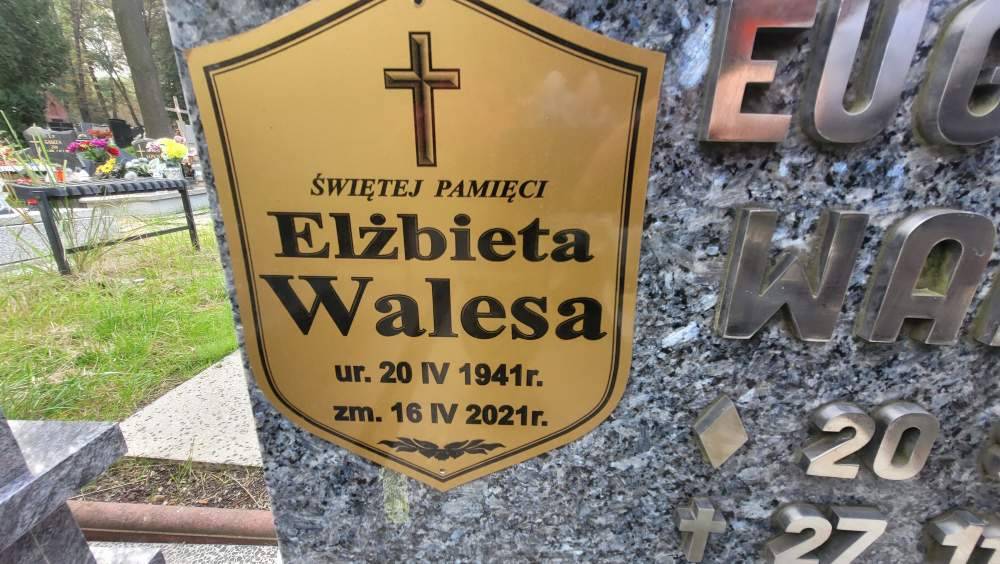 ŚWIĘTEJ PAMIĘCI
Elżbieta
Walesa
ur. 20 IV 1941r.
zm. 16 IV 2021r.
20
27